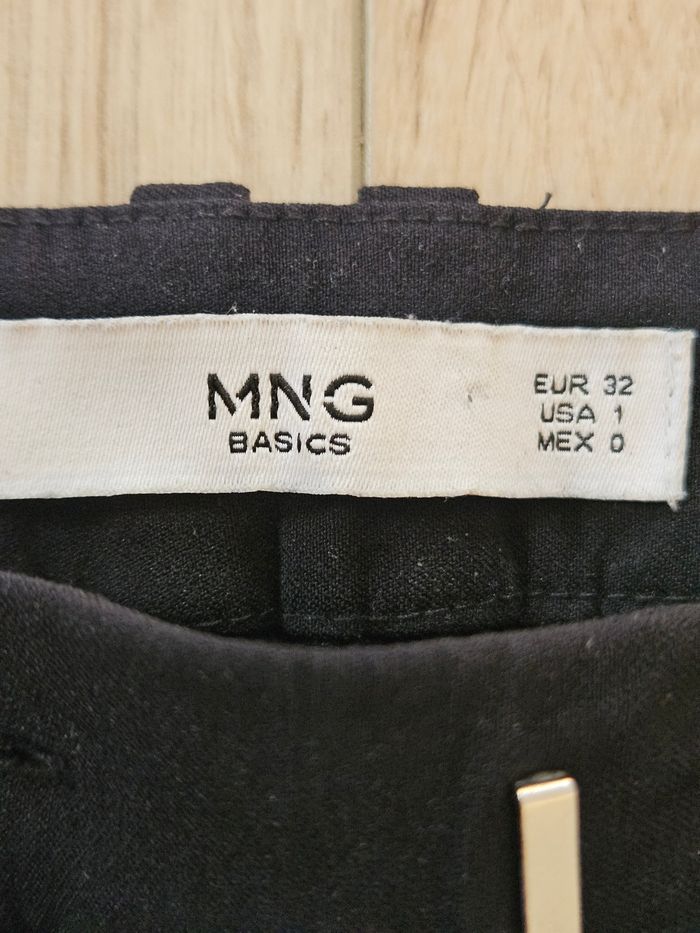 MNG
BASICS
EUR 32
USA 1
MEX 0